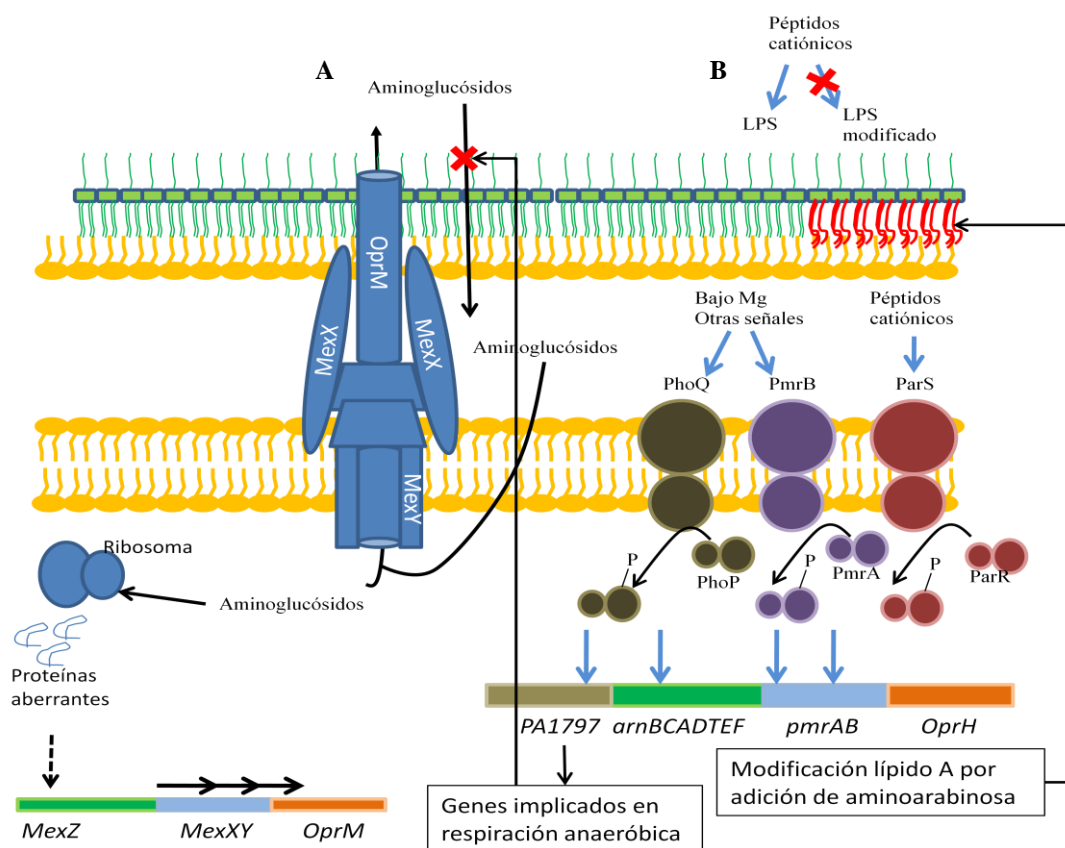 A
Aminoglucósidos
B
Péptidos
catiónicos
LPS
LPS
modificado
OprM
MexX
MexX
MexY
Aminoglucósidos
Bajo Mg
Otras señales
Péptidos
catiónicos
PhoQ
PmrB
ParS
P
PhoP
P
PmrA
P
ParR
Ribosoma
Aminoglucósidos
Proteínas
aberrantes
MexZ
MexXY
OprM
PA1797
arnBCADTEF
pmrAB
OprH
Genes implicados en
respiración anaeróbica
Modificación lípido A por
adición de aminoarabinosa